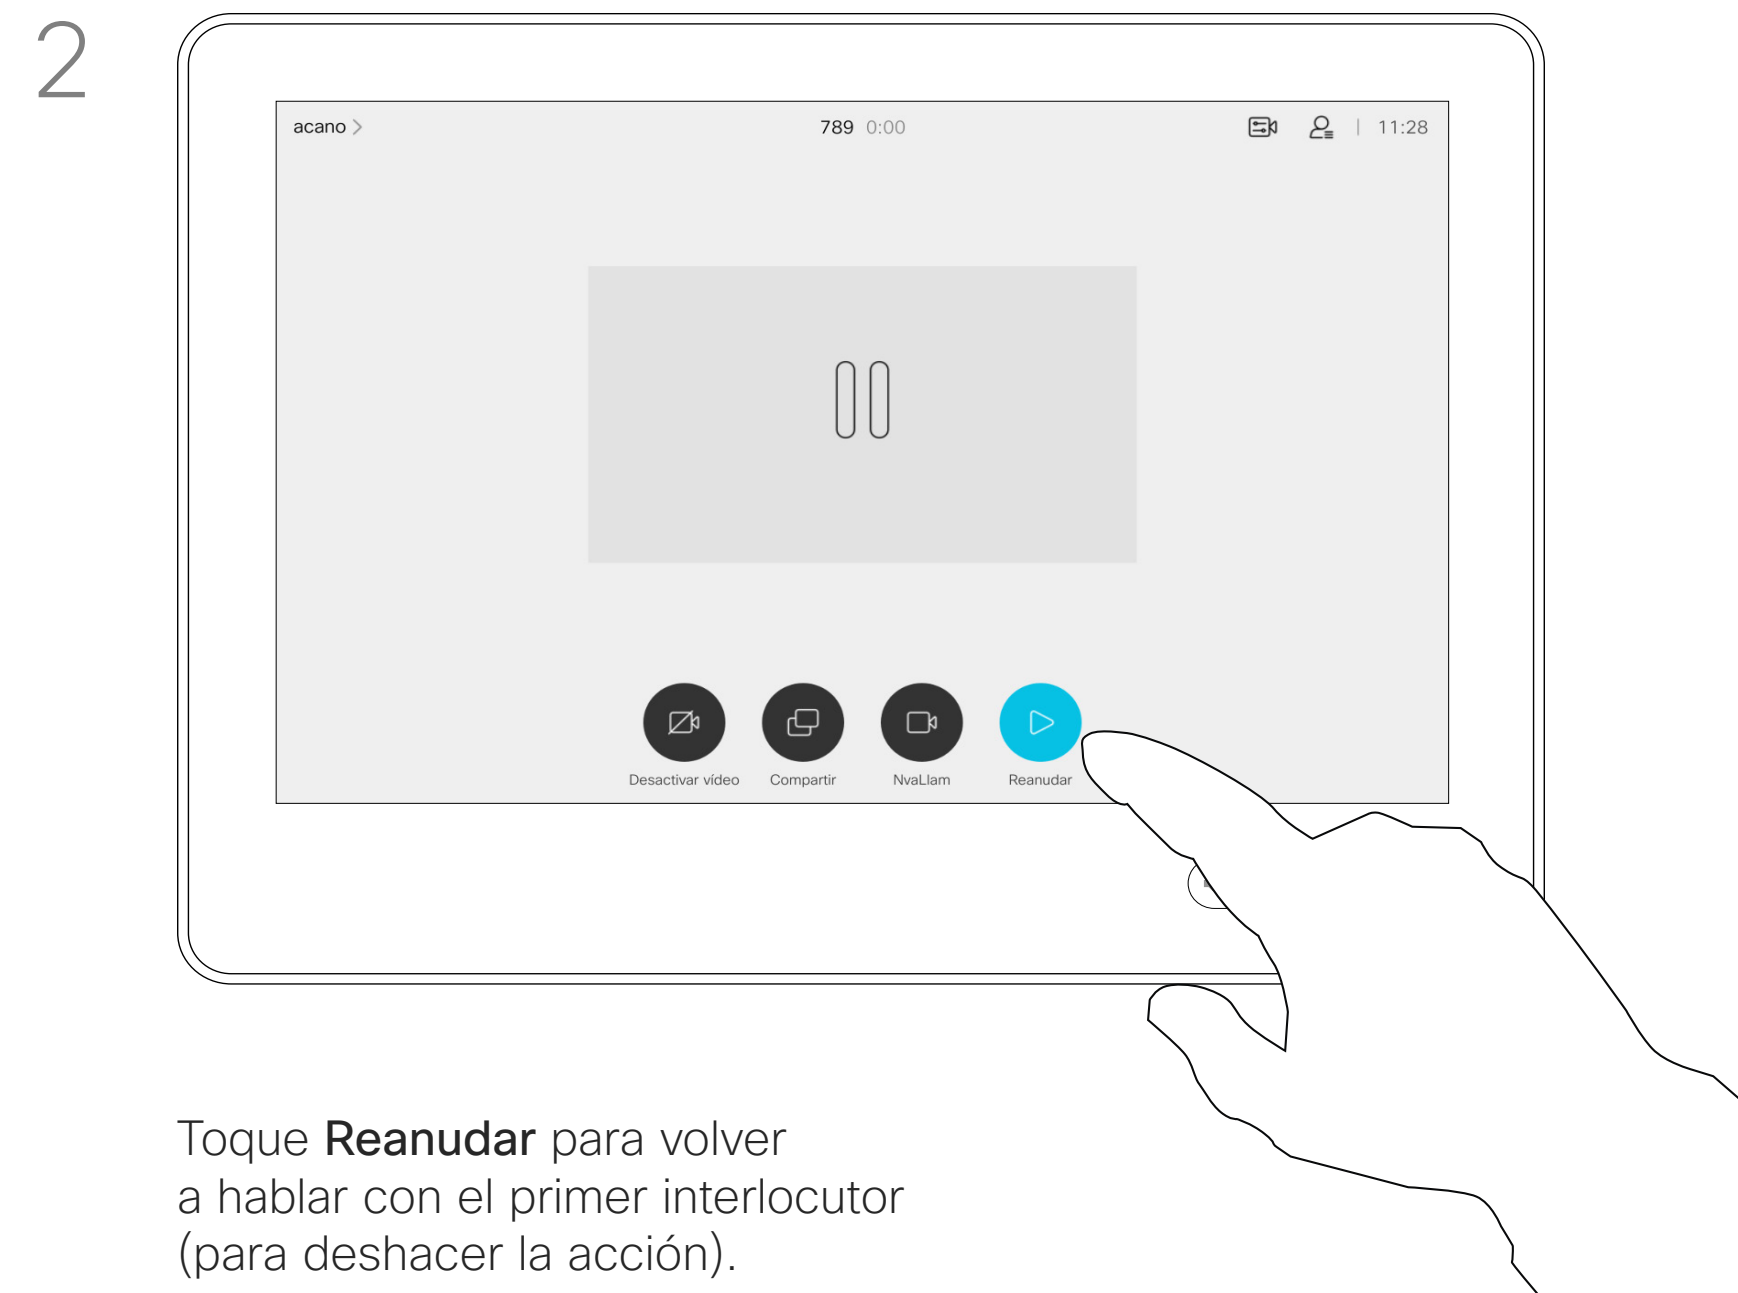 2
acano
789 0:00
11:28
Desactivar vídeo
Compartir
NvaLlam
Reanudar
Toque Reanudar para volver
a hablar con el primer interlocutor
(para deshacer la acción).